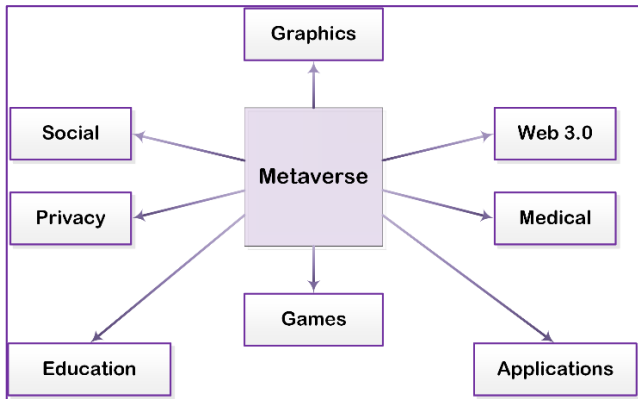 Graphics
Social
Web 3.0
Metaverse
Privacy
Medical
Games
Education
Applications